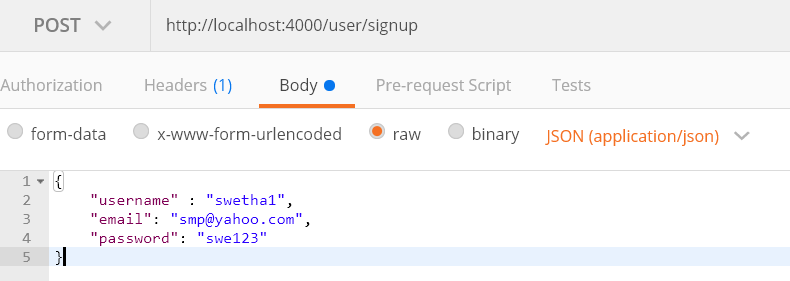 POST http://localhost:4000/user/signup
Authorization Headers (1) Body Pre-request Script Tests
form-data x-www-form-urlencoded raw binary JSON (application/json)
1 {
2 "username" : "swetha1",
3 "email": "smp@yahoo.com",
4 "password": "swe123"
5 }